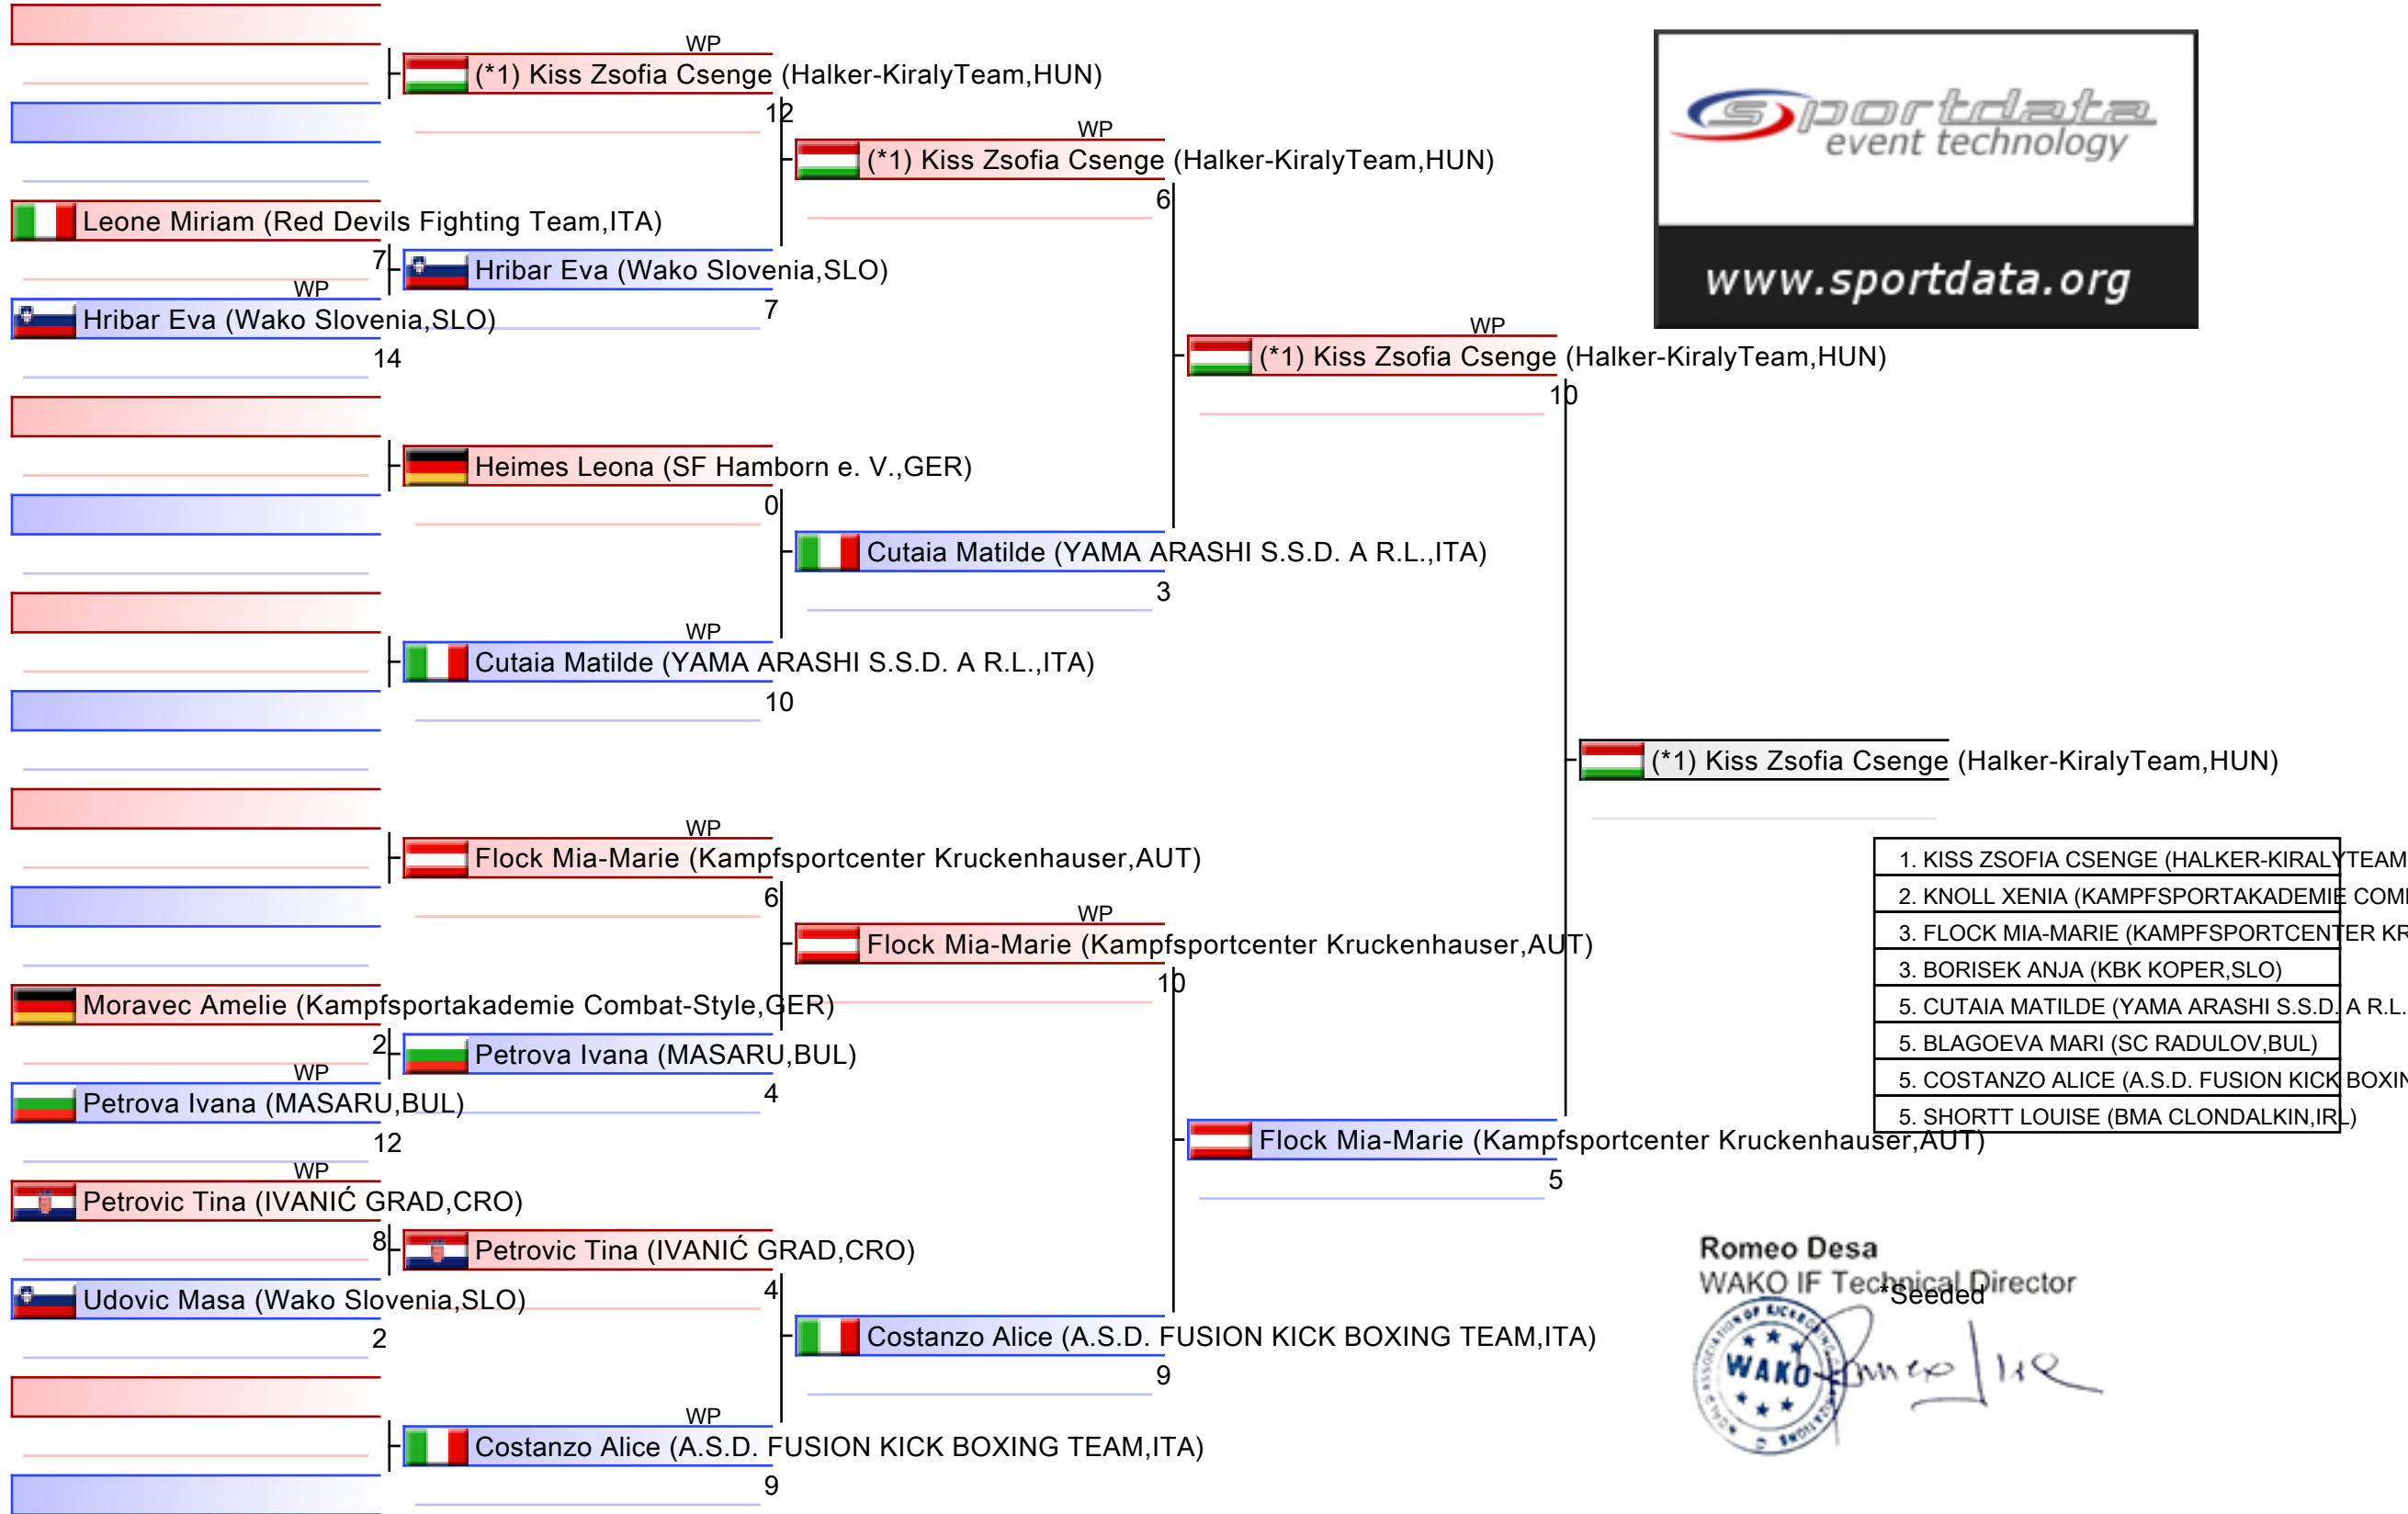 WP
(*1) Kiss Zsofia Csenge (Halker-KiralyTeam,HUN)
12
WP
(*1) Kiss Zsofia Csenge (Halker-KiralyTeam,HUN)
6
Leone Miriam (Red Devils Fighting Team,ITA)
7
Hribar Eva (Wako Slovenia,SLO)
7
WP
Hribar Eva (Wako Slovenia,SLO)
14
WP
(*1) Kiss Zsofia Csenge (Halker-KiralyTeam,HUN)
10
Heimes Leona (SF Hamborn e. V.,GER)
0
Cutaia Matilde (YAMA ARASHI S.S.D. A R.L.,ITA)
3
WP
Cutaia Matilde (YAMA ARASHI S.S.D. A R.L.,ITA)
10
(*1) Kiss Zsofia Csenge (Halker-KiralyTeam,HUN)
WP
Flock Mia-Marie (Kampfsportcenter Kruckenhauser,AUT)
6
WP
Flock Mia-Marie (Kampfsportcenter Kruckenhauser,AUT)
10
Moravec Amelie (Kampfsportakademie Combat-Style,GER)
2
Petrova Ivana (MASARU,BUL)
4
WP
Petrova Ivana (MASARU,BUL)
12
Flock Mia-Marie (Kampfsportcenter Kruckenhauser,AUT)
5
WP
Petrovic Tina (IVANIĆ GRAD,CRO)
8
Petrovic Tina (IVANIĆ GRAD,CRO)
4
Udovic Masa (Wako Slovenia,SLO)
2
Costanzo Alice (A.S.D. FUSION KICK BOXING TEAM,ITA)
9
WP
Costanzo Alice (A.S.D. FUSION KICK BOXING TEAM,ITA)
9
sportdata
event technology
www.sportdata.org
1. KISS ZSOFIA CSENGE (HALKER-KIRALYTEAM
2. KNOLL XENIA (KAMPFSPORTAKADEMIE COM
3. FLOCK MIA-MARIE (KAMPFSPORTCENTER KR
3. BORISEK ANJA (KBK KOPER,SLO)
5. CUTAIA MATILDE (YAMA ARASHI S.S.D. A R.L.
5. BLAGOEVA MARI (SC RADULOV,BUL)
5. COSTANZO ALICE (A.S.D. FUSION KICK BOXIN
5. SHORTT LOUISE (BMA CLONDALKIN,IRL)
Romeo Desa
WAKO IF Technical Director
*Seeded
WAKO